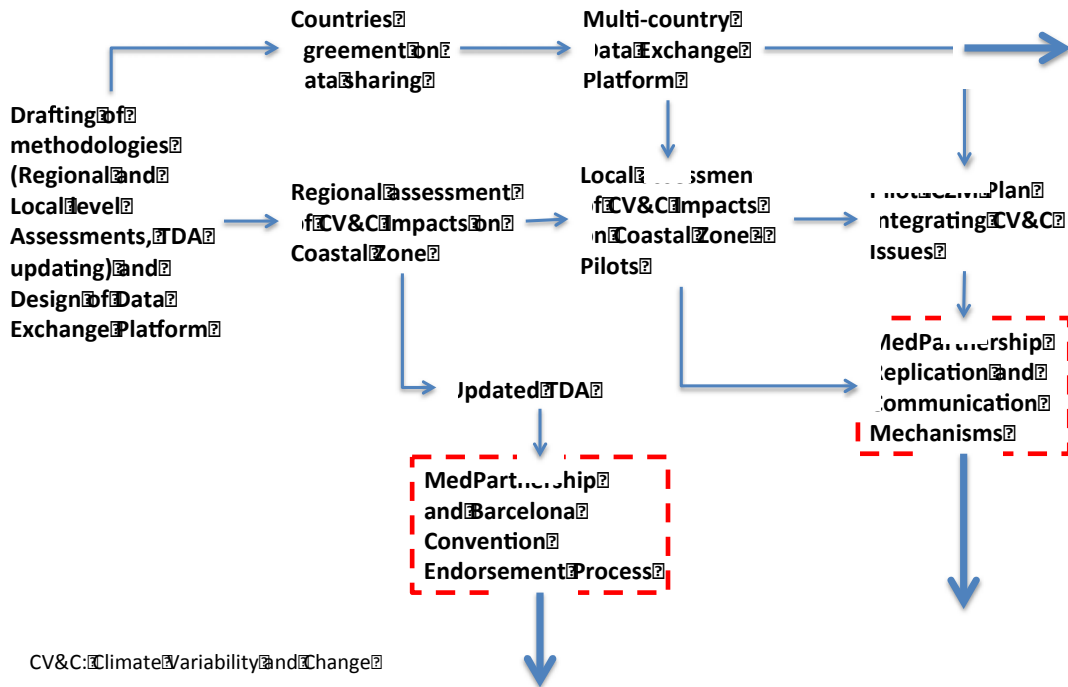 Countries
greement on
ata sharing
Multi-country
Data Exchange
Platform
Drafting of
methodologies
(Regional and
Local level
Assessments, TDA
updating) and
Design of Data
Exchange Platform
Regional assessment
of CV&C Impacts on
Coastal Zone
Local
of CV&C Impacts
on Coastal Zone -
Pilots
Plan
Integrating CV&C
Issues
Updated TDA
MedPartnership
Replication and
Communication
Mechanisms
MedPartnership
and Barcelona
Convention
Endorsement Process
CV&C: Climate Variability and Change